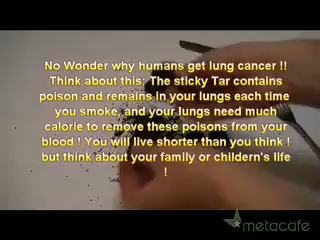 No Wonder why humans get lung cancer !!
Think about this: The sticky Tar contains
poison and remains in your lungs each time
you smoke, and your lungs need much
calorie to remove these poisons from your
blood ! You will live shorter than you think !
but think about your family or childern's life
!
metacafe